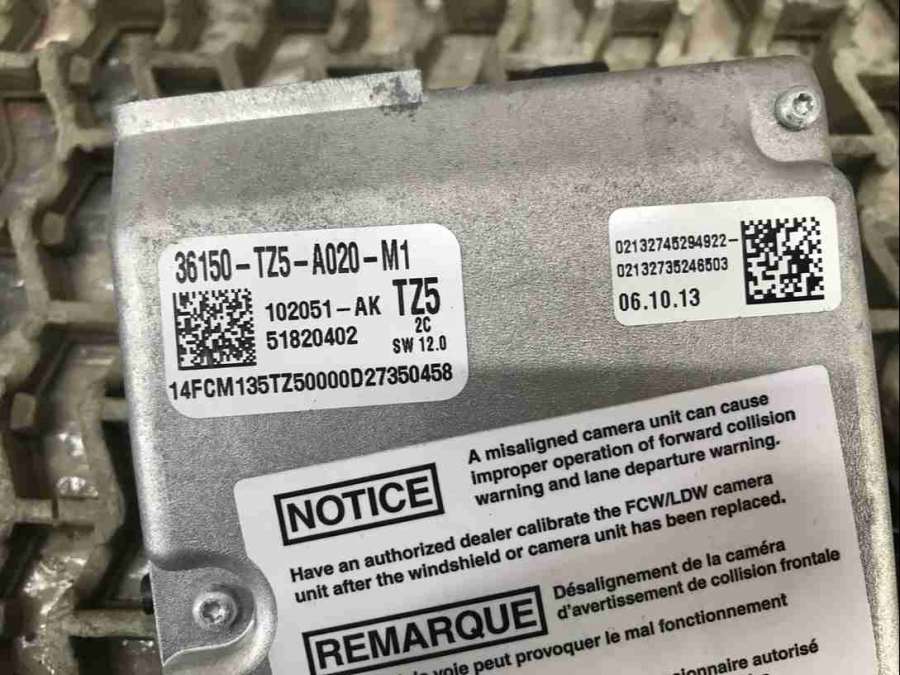 36150-TZ5-A020-M1
102051-AK TZ5
2C
51820402 SW 12.0
14FCM135TZ50000D27350458
02132745294922-
02132735246503
06.10.13
NOTICE
A misaligned camera unit can cause
improper operation of forward collision
warning and lane departure warning.
Have an authorized dealer calibrate the FCW/LDW camera
unit after the windshield or camera unit has been replaced.
REMARQUE
Désalignement de la caméra
d'avertissement de collision frontale
voie peut provoquer le mal fonctionnement
autorisé